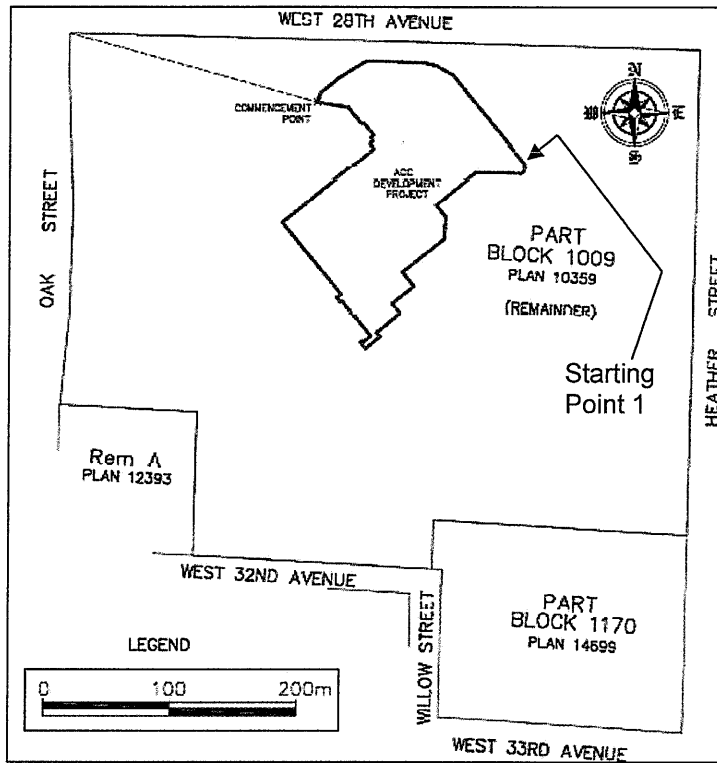 WEST 28TH AVENUE
N
W
E
S
COMMENCEMENT
POINT
ACC
DEVELOPMENT
PROJECT
OAK STREET
PART
BLOCK 1009
PLAN 10359
(REMAINDER)
HEATHER STREET
Starting
Point 1
Rem A
PLAN 12393
WEST 32ND AVENUE
WILLOW STREET
PART
BLOCK 1170
PLAN 14699
LEGEND
0 100 200m
WEST 33RD AVENUE